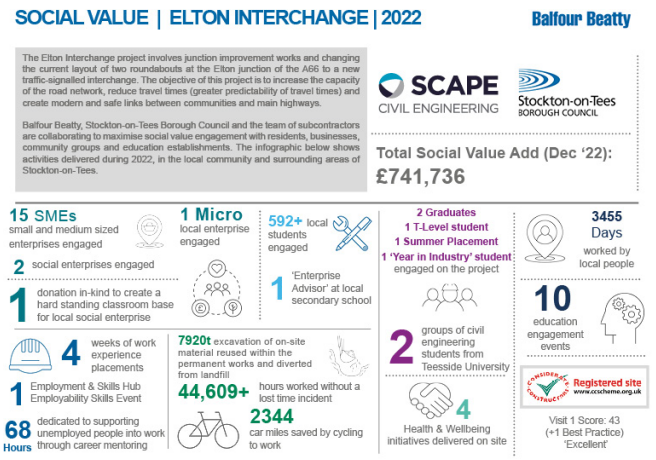 SOCIAL VALUE | ELTON INTERCHANGE | 2022
Balfour Beatty
The Elton Interchange project involves junction improvement works and changing
the current layout of two roundabouts at the Elton junction of the A66 to a new
traffic-signalled interchange. The objective of this project is to increase the capacity
of the road network, reduce travel times (greater predictability of travel times) and
create modern and safe links between communities and main highways.
Balfour Beatty, Stockton-on-Tees Borough Council and the team of subcontractors
are collaborating to maximise social value engagement with residents, businesses,
community groups and education establishments. The infographic below shows
activities delivered during 2022, in the local community and surrounding areas of
Stockton-on-Tees.
SCAPE
CIVIL ENGINEERING
Stockton-on-Tees
BOROUGH COUNCIL
Total Social Value Add (Dec ‘22):
£741,736
15 SMEs
small and medium sized
enterprises engaged
2 social enterprises engaged
1 donation in-kind to create a
hard standing classroom base
for local social enterprise
1 Micro
local enterprise
engaged
£
592+ local
students
engaged
1 ‘Enterprise
Advisor’ at local
secondary school
2 Graduates
1 T-Level student
1 Summer Placement
1 ‘Year in Industry’ student
engaged on the project
2 groups of civil
engineering
students from
Teesside University
3455
Days
worked by
local people
10
education
engagement
events
4 weeks of work
experience
placements
1 Employment & Skills Hub
Employability Skills Event
68 Hours dedicated to supporting
unemployed people into work
through career mentoring
7920t excavation of on-site
material reused within the
permanent works and diverted
from landfill
44,609+ hours worked without a
lost time incident
2344
car miles saved by cycling
to work
4
Health & Wellbeing
initiatives delivered on site
CONSIDERATE
CONSTRUCTORS
Registered site
www.ccscheme.org.uk
Visit 1 Score: 43
(+1 Best Practice)
‘Excellent’